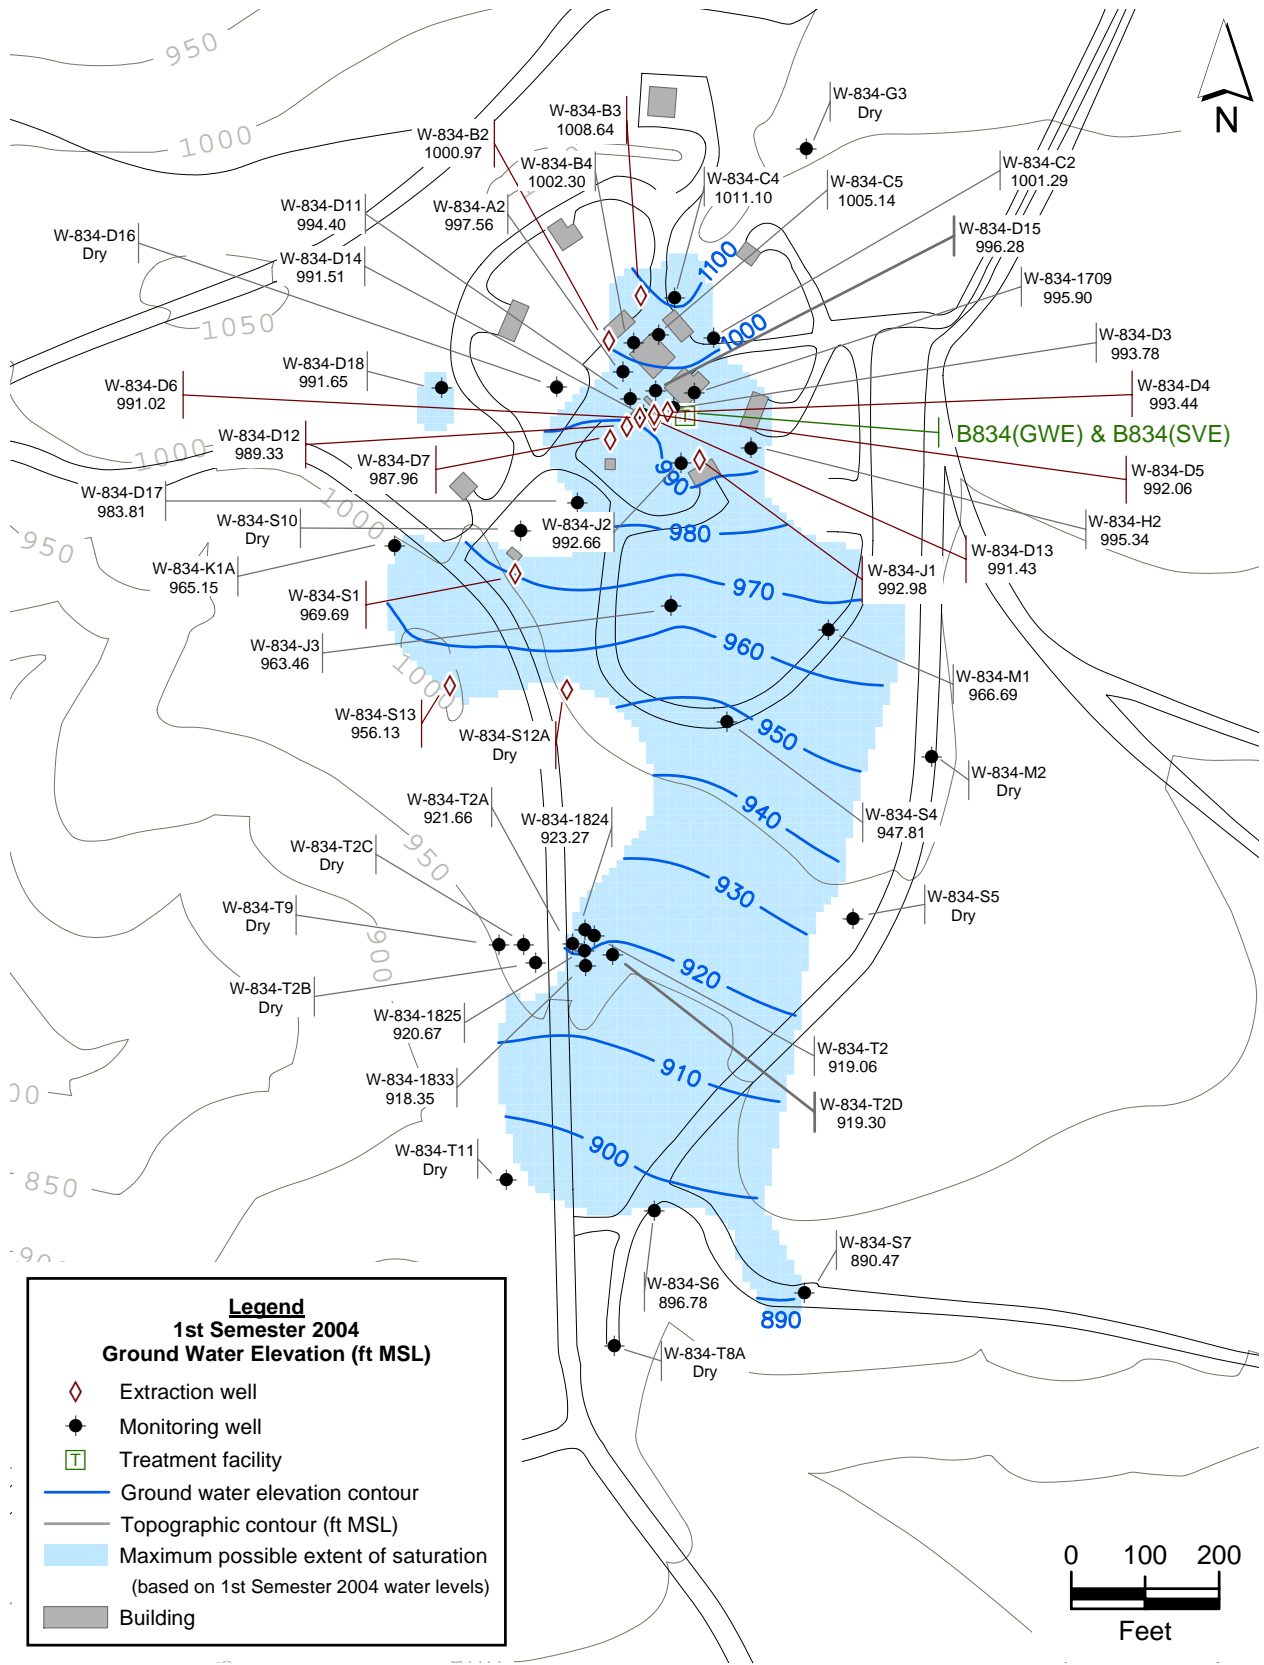 950
1000
W-834-G3
Dry
N
W-834-B3
1008.64
W-834-B2
1000.97
W-834-B4
1002.30
W-834-C4
1011.10
W-834-C5
1005.14
W-834-C2
1001.29
W-834-D11
994.40
W-834-A2
997.56
W-834-D16
Dry
W-834-D15
996.28
W-834-D14
991.51
1100
W-834-1709
995.90
1050
1000
W-834-D3
993.78
W-834-D18
991.65
W-834-D6
991.02
W-834-D4
993.44
T
B834(GWE) & B834(SVE)
W-834-D12
989.33
1000
W-834-D7
987.96
990
W-834-D5
992.06
W-834-D17
983.81
1000
W-834-S10
Dry
W-834-J2
992.66
980
W-834-H2
995.34
950
W-834-D13
991.43
W-834-K1A
965.15
W-834-J1
992.98
W-834-S1
969.69
970
W-834-J3
963.46
960
1000
W-834-M1
966.69
W-834-S13
956.13
W-834-S12A
Dry
950
W-834-M2
Dry
W-834-T2A
921.66
W-834-1824
923.27
940
W-834-S4
947.81
W-834-T2C
Dry
950
930
W-834-S5
Dry
W-834-T9
Dry
900
920
W-834-T2B
Dry
W-834-1825
920.67
W-834-T2
919.06
910
W-834-1833
918.35
00
W-834-T2D
919.30
W-834-T11
Dry
900
850
W-834-S7
890.47
900
W-834-S6
896.78
890
W-834-T8A
Dry
Legend
1st Semester 2004
Ground Water Elevation (ft MSL)
Extraction well
Monitoring well
T Treatment facility
Ground water elevation contour
Topographic contour (ft MSL)
Maximum possible extent of saturation
(based on 1st Semester 2004 water levels)
Building
0 100 200
Feet